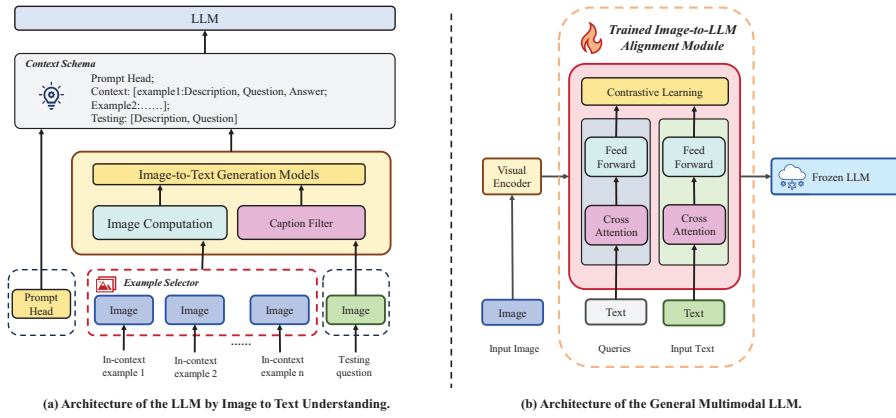 LLM
Context Schema
Prompt Head;
Context: [example1:Description, Question, Answer;
Example2:……];
Testing: [Description, Question]
Image-to-Text Generation Models
Image Computation
Caption Filter
Example Selector
Prompt
Head
Image
Image
Image
Image
......
In-context
example 1
In-context
example 2
In-context
example n
Testing
question
(a) Architecture of the LLM by Image to Text Understanding.
Trained Image-to-LLM
Alignment Module
Contrastive Learning
Feed
Forward
Feed
Forward
Visual
Encoder
Frozen LLM
Cross
Attention
Cross
Attention
Image
Text
Text
Input Image
Queries
Input Text
(b) Architecture of the General Multimodal LLM.